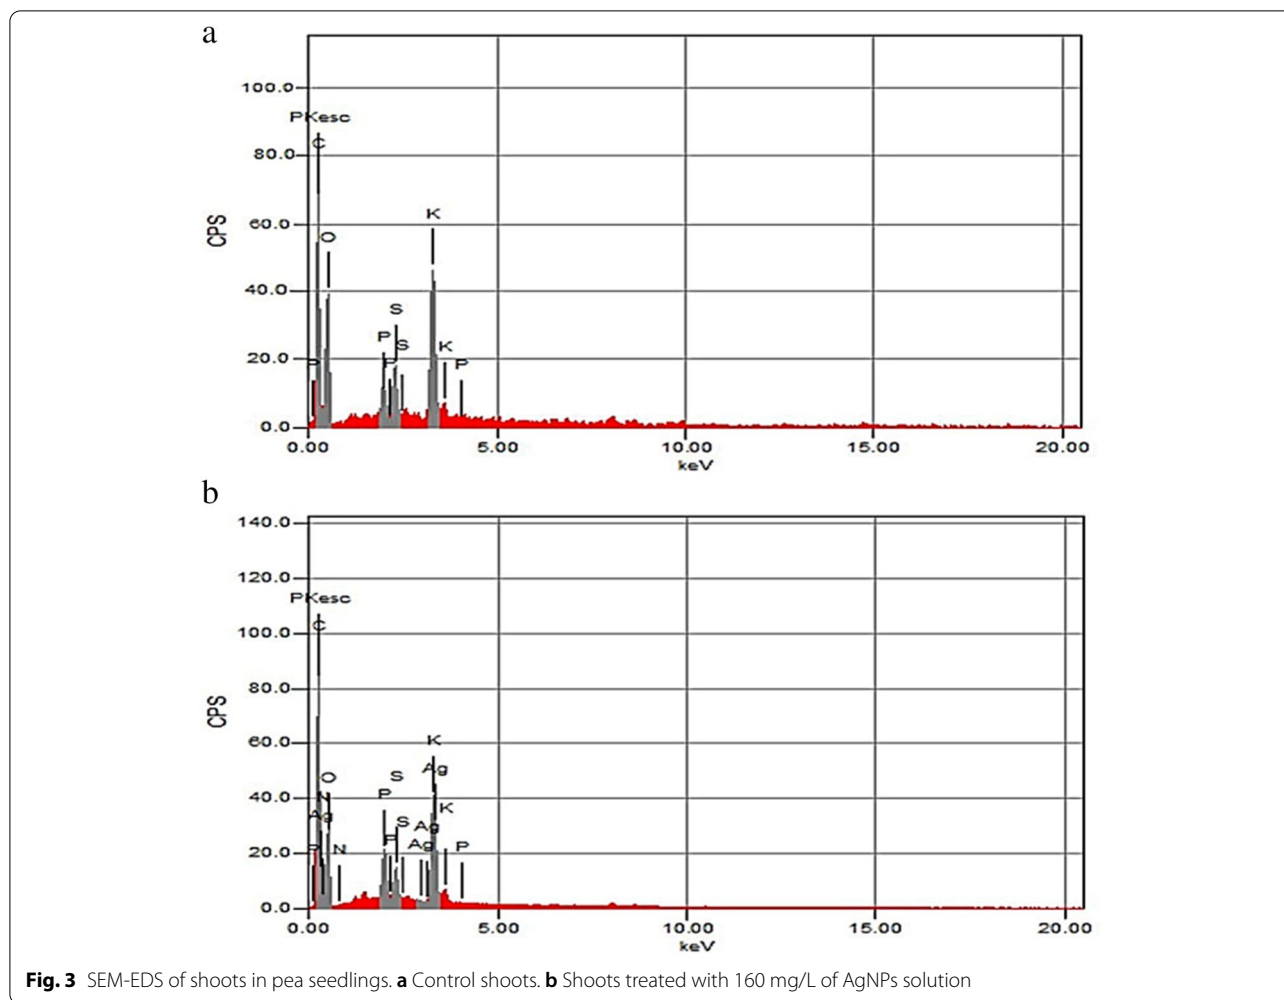 a
100.0
PKesc
C
80.0
60.0
K
O
CPS
40.0
S
P
S
K
P
P
P
20.0
0.0
0.00 5.00 10.00 15.00 20.00
keV
b
140.0
120.0
PKesc
C
100.0
80.0
CPS
60.0
K
Ag
O
S
P
N
40.0
K
Ag
S
Ag
Ag
P
P
N
P
20.0
0.0
0.00 5.00 10.00 15.00 20.00
keV
Fig. 3 SEM-EDS of shoots in pea seedlings. a Control shoots. b Shoots treated with 160 mg/L of AgNPs solution